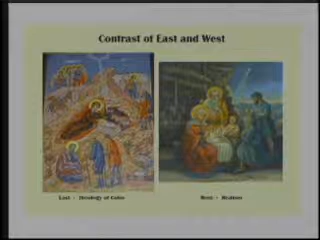 Contrast of East and West
East - Theology of Color
West - Realism